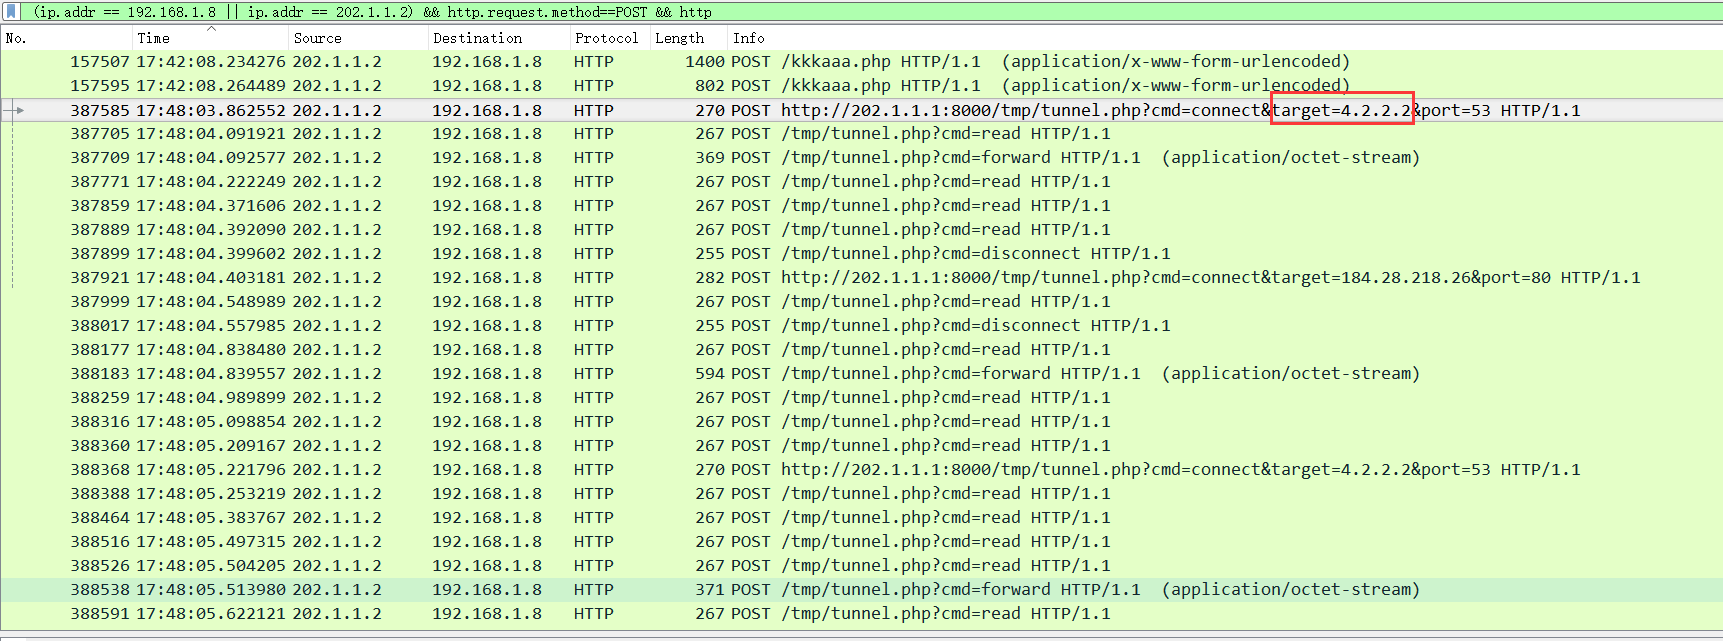 (ip.addr == 192.168.1.8 || ip.addr == 202.1.1.2) && http.request.method==POST && http
No. Time Source Destination Protocol Length Info
157507 17:42:08.234276 202.1.1.2 192.168.1.8 HTTP 1400 POST /kkkaaa.php HTTP/1.1 (application/x-www-form-urlencoded)
157595 17:42:08.264489 202.1.1.2 192.168.1.8 HTTP 802 POST /kkkaaa.php HTTP/1.1 (application/x-www-form-urlencoded)
387585 17:48:03.862552 202.1.1.2 192.168.1.8 HTTP 270 POST http://202.1.1.1:8000/tmp/tunnel.php?cmd=connect&target=4.2.2.2&port=53 HTTP/1.1
387705 17:48:04.091921 202.1.1.2 192.168.1.8 HTTP 267 POST /tmp/tunnel.php?cmd=read HTTP/1.1
387709 17:48:04.092577 202.1.1.2 192.168.1.8 HTTP 369 POST /tmp/tunnel.php?cmd=forward HTTP/1.1 (application/octet-stream)
387771 17:48:04.222249 202.1.1.2 192.168.1.8 HTTP 267 POST /tmp/tunnel.php?cmd=read HTTP/1.1
387859 17:48:04.371606 202.1.1.2 192.168.1.8 HTTP 267 POST /tmp/tunnel.php?cmd=read HTTP/1.1
387889 17:48:04.392090 202.1.1.2 192.168.1.8 HTTP 267 POST /tmp/tunnel.php?cmd=read HTTP/1.1
387899 17:48:04.399602 202.1.1.2 192.168.1.8 HTTP 255 POST /tmp/tunnel.php?cmd=disconnect HTTP/1.1
387921 17:48:04.403181 202.1.1.2 192.168.1.8 HTTP 282 POST http://202.1.1.1:8000/tmp/tunnel.php?cmd=connect&target=184.28.218.26&port=80 HTTP/1.1
387999 17:48:04.548989 202.1.1.2 192.168.1.8 HTTP 267 POST /tmp/tunnel.php?cmd=read HTTP/1.1
388017 17:48:04.557985 202.1.1.2 192.168.1.8 HTTP 255 POST /tmp/tunnel.php?cmd=disconnect HTTP/1.1
388177 17:48:04.838480 202.1.1.2 192.168.1.8 HTTP 267 POST /tmp/tunnel.php?cmd=read HTTP/1.1
388183 17:48:04.839557 202.1.1.2 192.168.1.8 HTTP 594 POST /tmp/tunnel.php?cmd=forward HTTP/1.1 (application/octet-stream)
388259 17:48:04.989899 202.1.1.2 192.168.1.8 HTTP 267 POST /tmp/tunnel.php?cmd=read HTTP/1.1
388316 17:48:05.098854 202.1.1.2 192.168.1.8 HTTP 267 POST /tmp/tunnel.php?cmd=read HTTP/1.1
388360 17:48:05.209167 202.1.1.2 192.168.1.8 HTTP 267 POST /tmp/tunnel.php?cmd=read HTTP/1.1
388368 17:48:05.221796 202.1.1.2 192.168.1.8 HTTP 270 POST http://202.1.1.1:8000/tmp/tunnel.php?cmd=connect&target=4.2.2.2&port=53 HTTP/1.1
388388 17:48:05.253219 202.1.1.2 192.168.1.8 HTTP 267 POST /tmp/tunnel.php?cmd=read HTTP/1.1
388464 17:48:05.383767 202.1.1.2 192.168.1.8 HTTP 267 POST /tmp/tunnel.php?cmd=read HTTP/1.1
388516 17:48:05.497315 202.1.1.2 192.168.1.8 HTTP 267 POST /tmp/tunnel.php?cmd=read HTTP/1.1
388526 17:48:05.504205 202.1.1.2 192.168.1.8 HTTP 267 POST /tmp/tunnel.php?cmd=read HTTP/1.1
388538 17:48:05.513980 202.1.1.2 192.168.1.8 HTTP 371 POST /tmp/tunnel.php?cmd=forward HTTP/1.1 (application/octet-stream)
388591 17:48:05.622121 202.1.1.2 192.168.1.8 HTTP 267 POST /tmp/tunnel.php?cmd=read HTTP/1.1